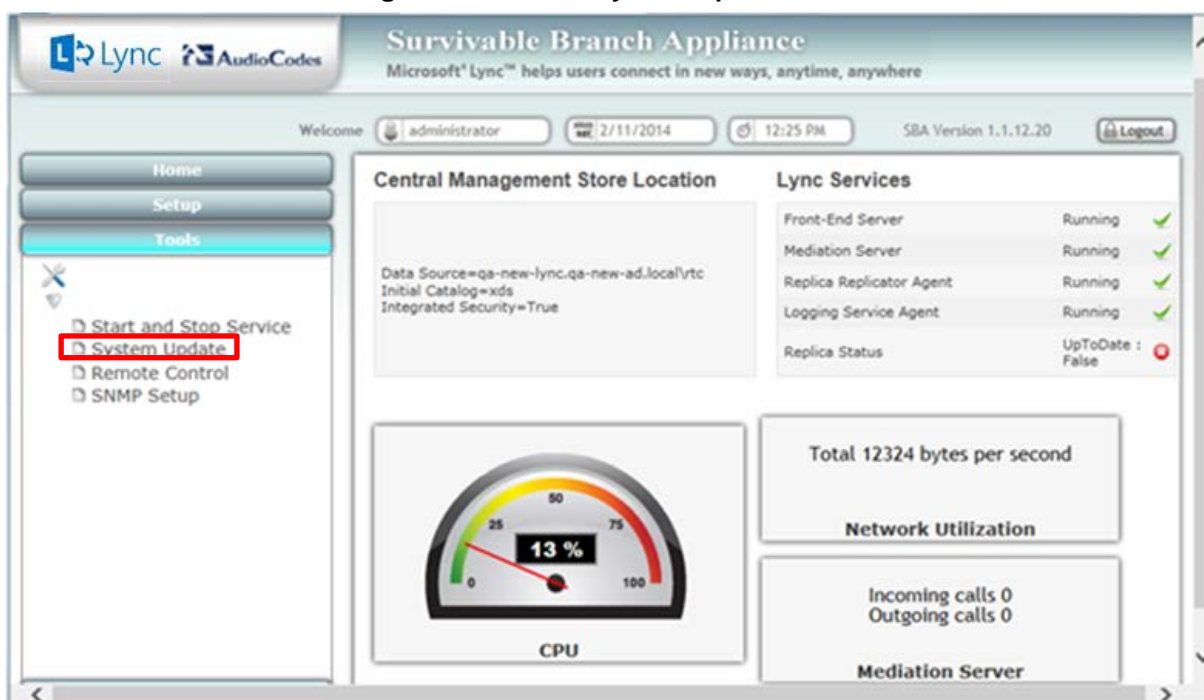 Lync AudioCodes
Survivable Branch Appliance
Microsoft® Lync™ helps users connect in new ways, anytime, anywhere
Welcome administrator 2/11/2014 12:25 PM SBA Version 1.1.12.20 Logout
Home
Setup
Tools
Start and Stop Service
System Update
Remote Control
SNMP Setup
Central Management Store Location
Data Source=qa-new-lync.qa-new-ad.local\rtc
Initial Catalog=xds
Integrated Security=True
Lync Services
Front-End Server Running
Mediation Server Running
Replica Replicator Agent Running
Logging Service Agent Running
Replica Status UpToDate :
False
0
25
50
75
100
13 %
CPU
Total 12324 bytes per second
Network Utilization
Incoming calls 0
Outgoing calls 0
Mediation Server